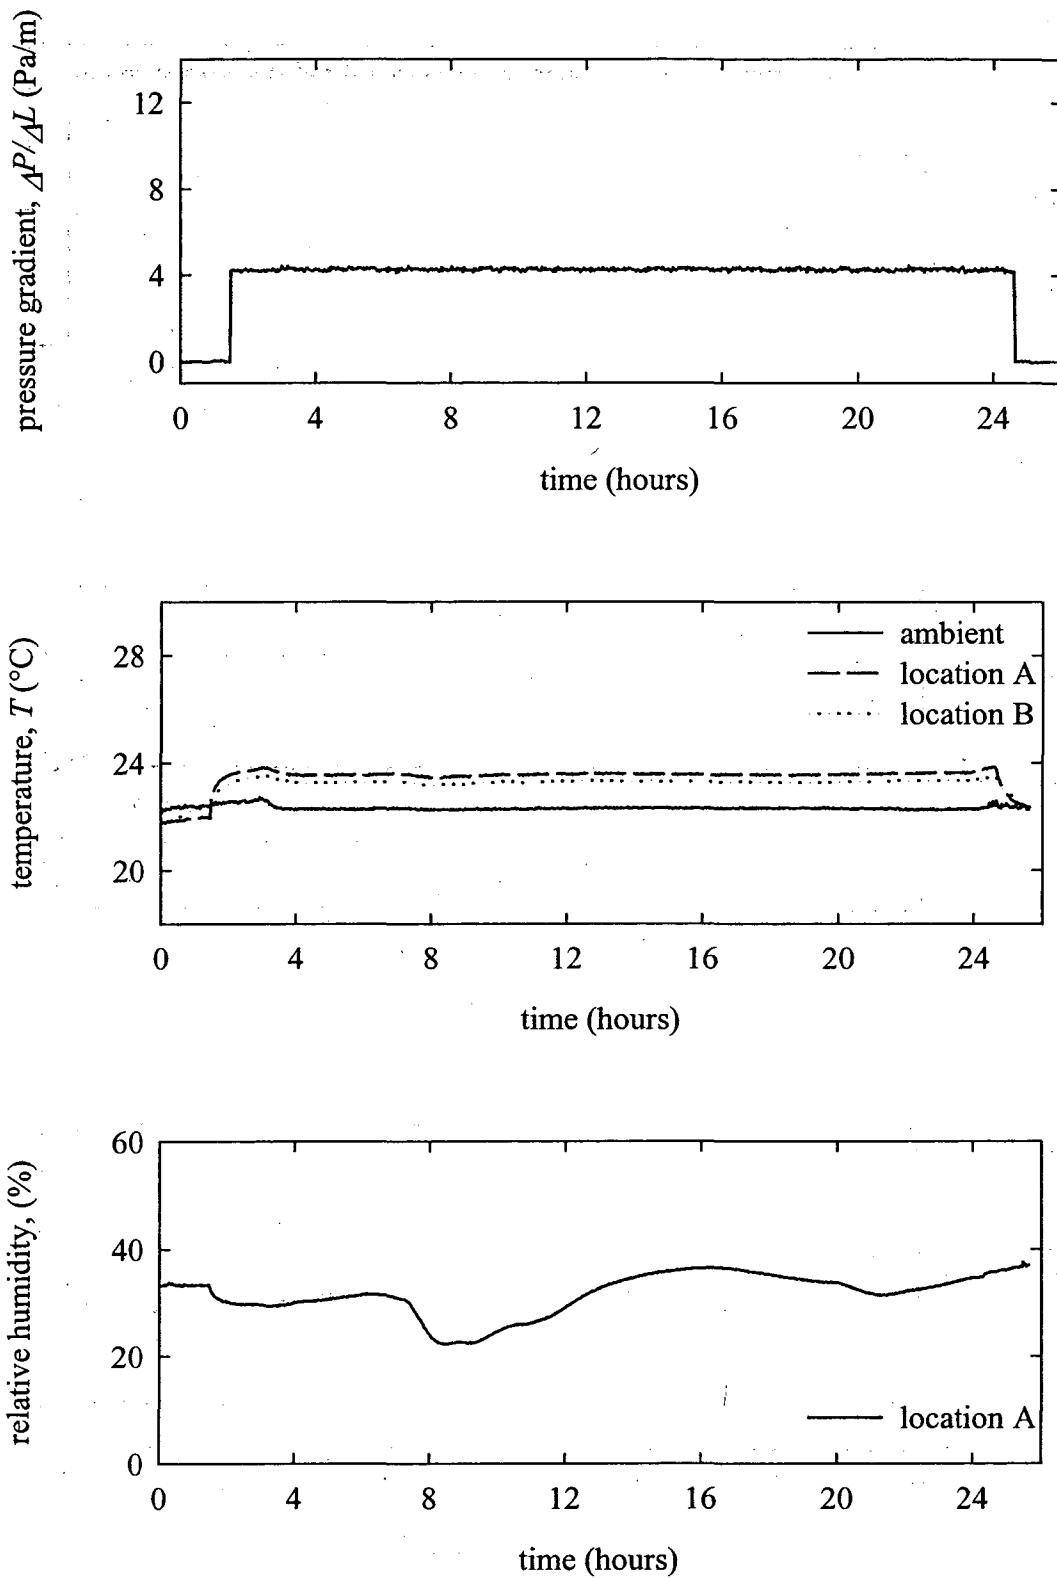 pressure gradient, ΔP/ΔL (Pa/m)
12
8
4
0
0 4 8 12 16 20 24
time (hours)
temperature, T (°C)
28
24
20
ambient
location A
location B
0 4 8 12 16 20 24
time (hours)
relative humidity, (%)
60
40
20
0
location A
0 4 8 12 16 20 24
time (hours)